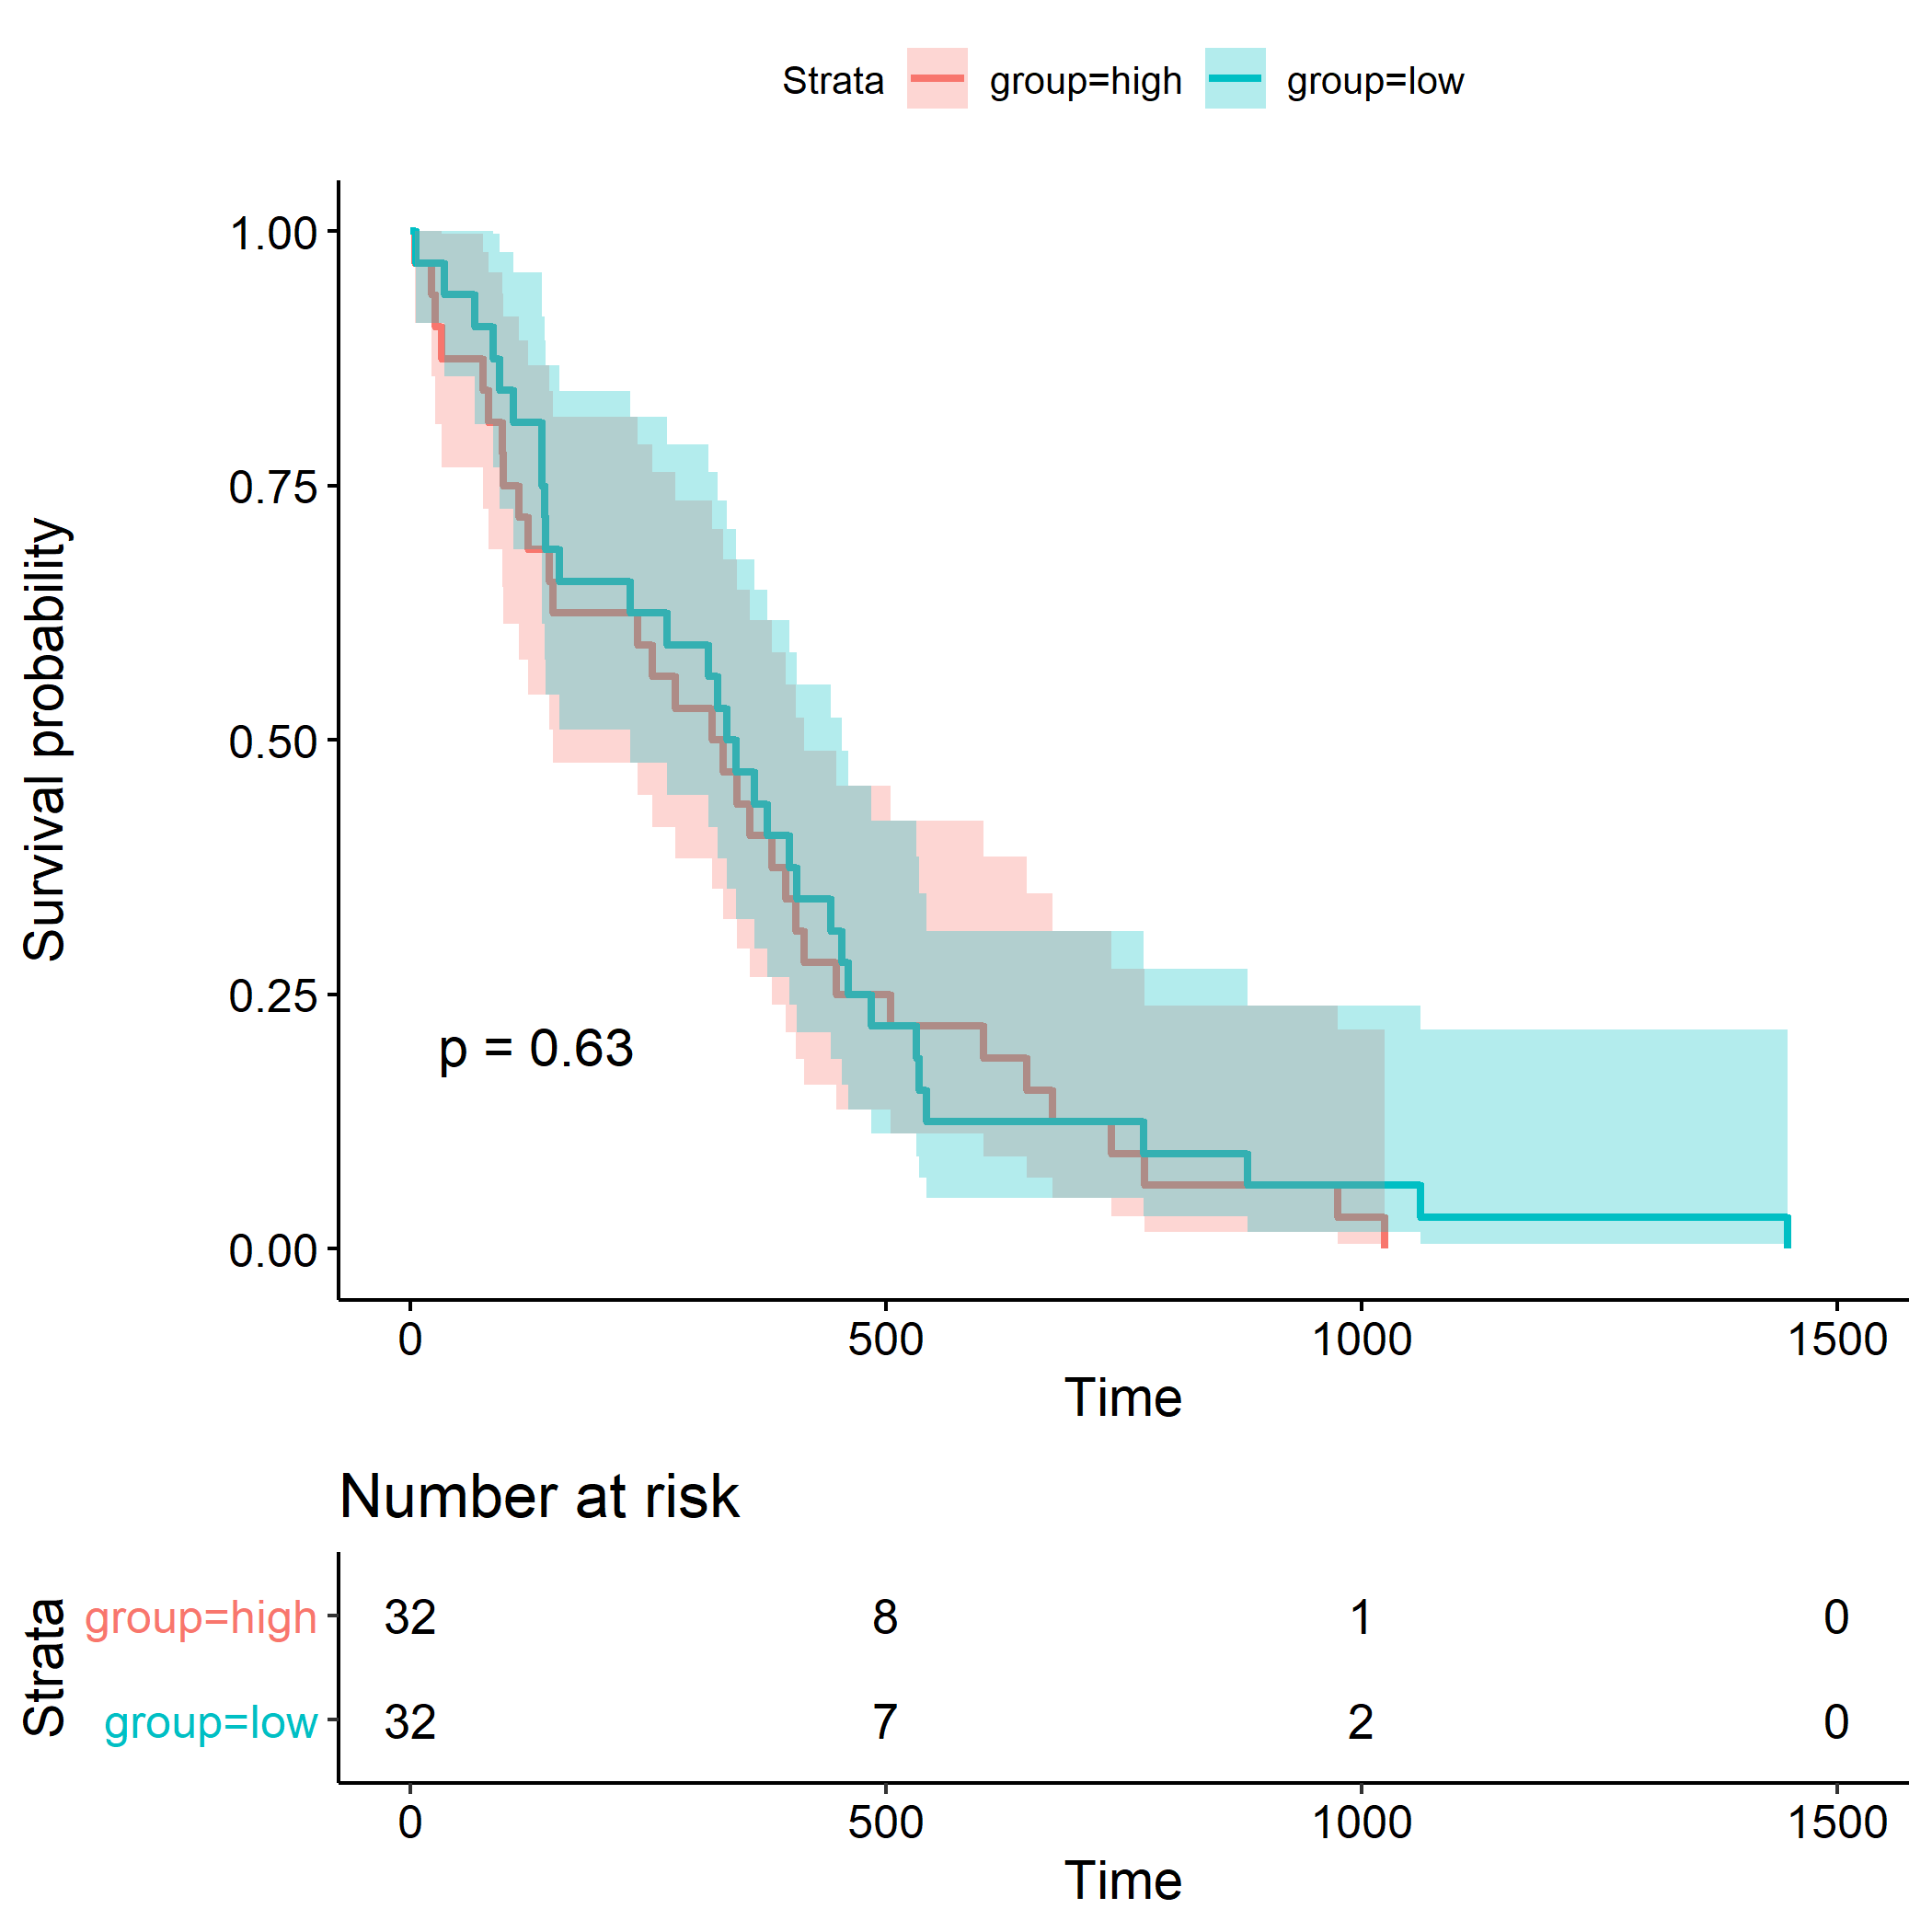 Strata group=high group=low
1.00
0.75
0.50
0.25
0.00
Survival probability
p = 0.63
0 500 1000 1500
Time
Number at risk
Strata
group=high 32 8 1 0
group=low 32 7 2 0
0 500 1000 1500
Time